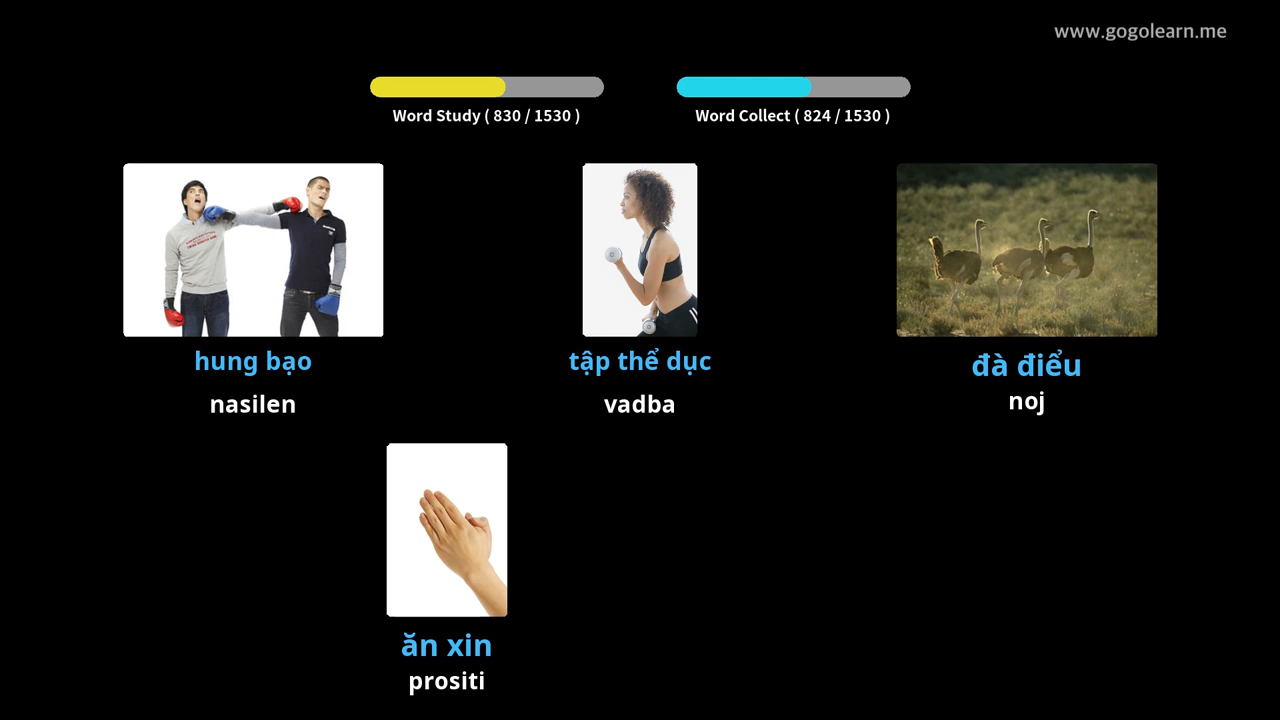 www.gogolearn.me
Word Study ( 830 / 1530 )
Word Collect ( 824 / 1530 )
hung bạo
nasilen
tập thể dục
vadba
đà điểu
noj
ăn xin
prositi